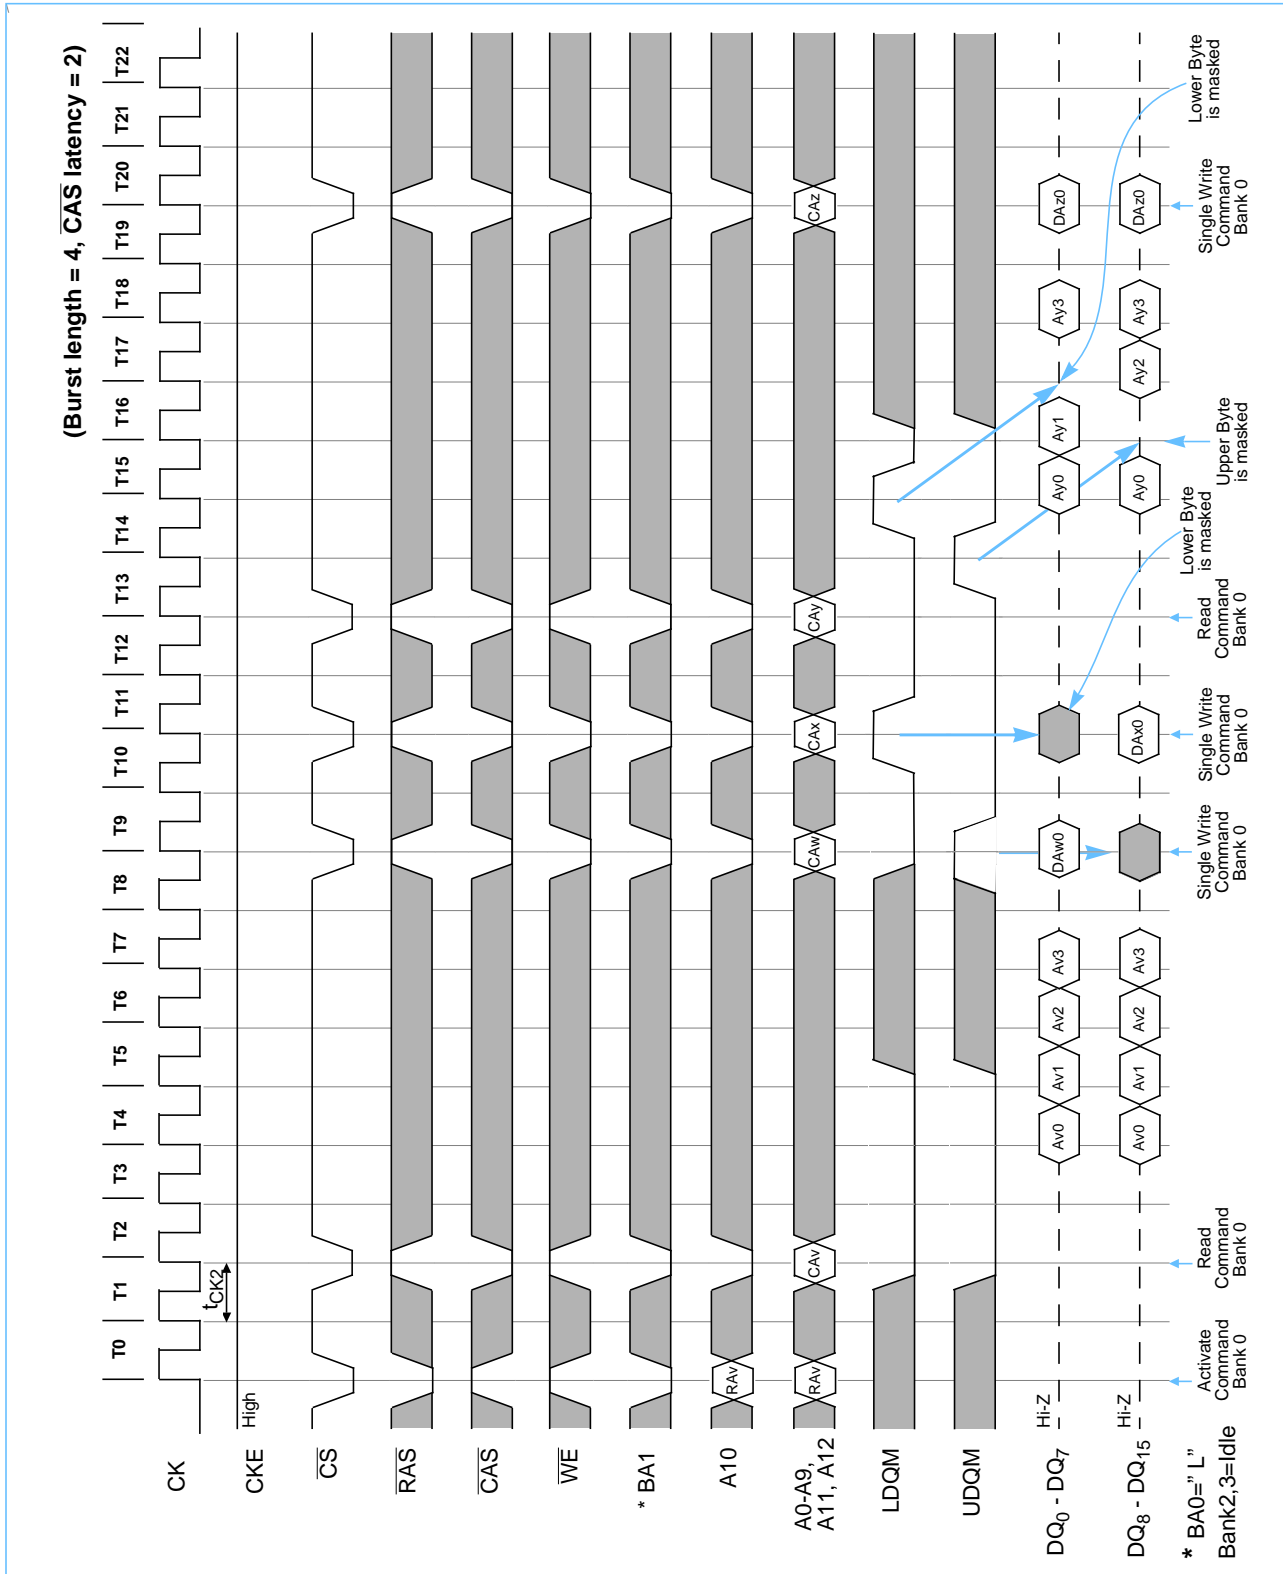 (Burst length = 4, CAS latency = 2)
T0 T1 T2 T3 T4 T5 T6 T7 T8 T9 T10 T11 T12 T13 T14 T15 T16 T17 T18 T19 T20 T21 T22
CK
tCK2
CKE
High
CS
RAS
CAS
WE
* BA1
A10
RAv
A0-A9,
A11, A12
RAv CAv CAw CAx CAy CAz
LDQM
UDQM
DQ0 - DQ7
Hi-Z
Av0 Av1 Av2 Av3 DAw0 Ay0 Ay1 Ay3 DAz0
DQ8 - DQ15
Hi-Z
Av0 Av1 Av2 Av3 DAx0 Ay0 Ay2 Ay3 DAz0
* BA0=” L”
Bank2,3=Idle
Activate
Command
Bank 0
Read
Command
Bank 0
Single Write
Command
Bank 0
Single Write
Command
Bank 0
Read
Command
Bank 0
Lower Byte
is masked
Upper Byte
is masked
Single Write
Command
Bank 0
Lower Byte
is masked